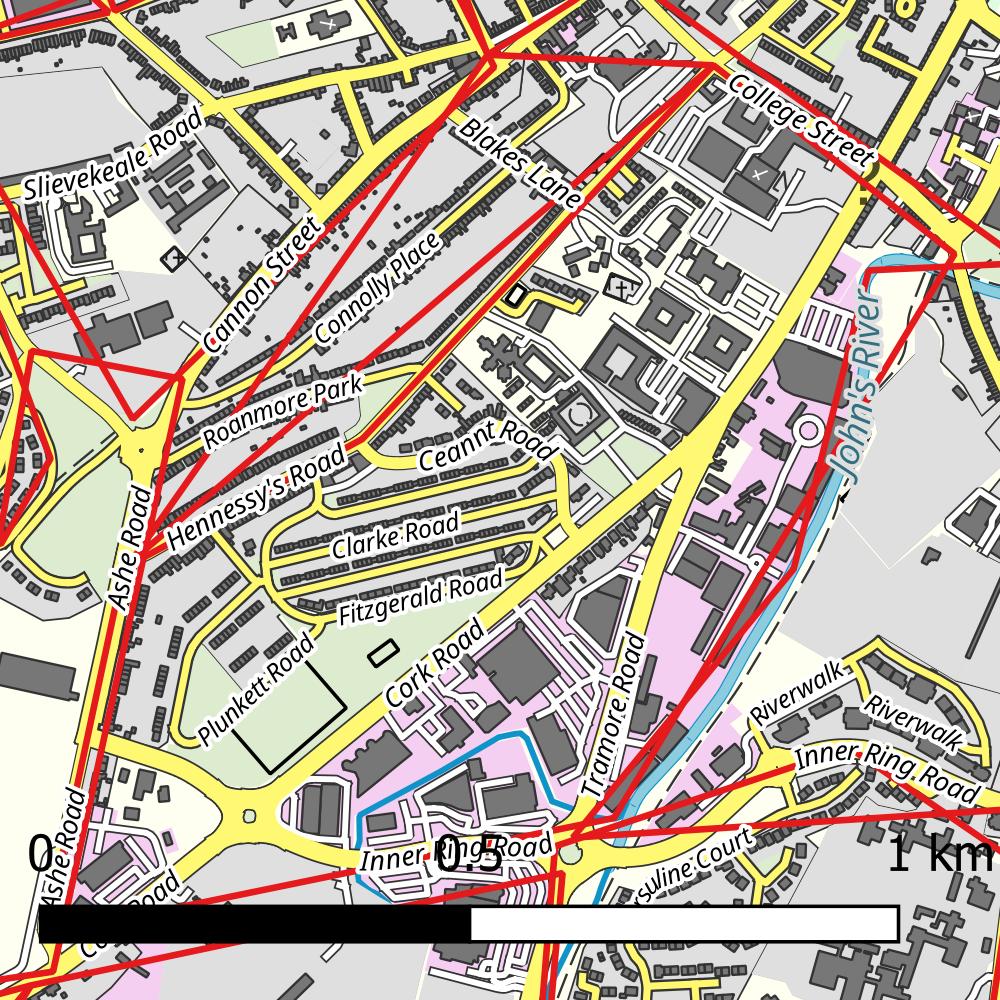 College Street
Blakes Lane
Slievekeale Road
Cannon Street
Connolly Place
John's River
Roanmore Park
Ceannt Road
Hennessy's Road
Clarke Road
Ashe Road
Fitzgerald Road
Plunkett Road
Cork Road
Tramore Road
Riverwalk
Riverwalk
Inner Ring Road
Ashe Road
Inner Ring Road
0
0.5
1 km
Road